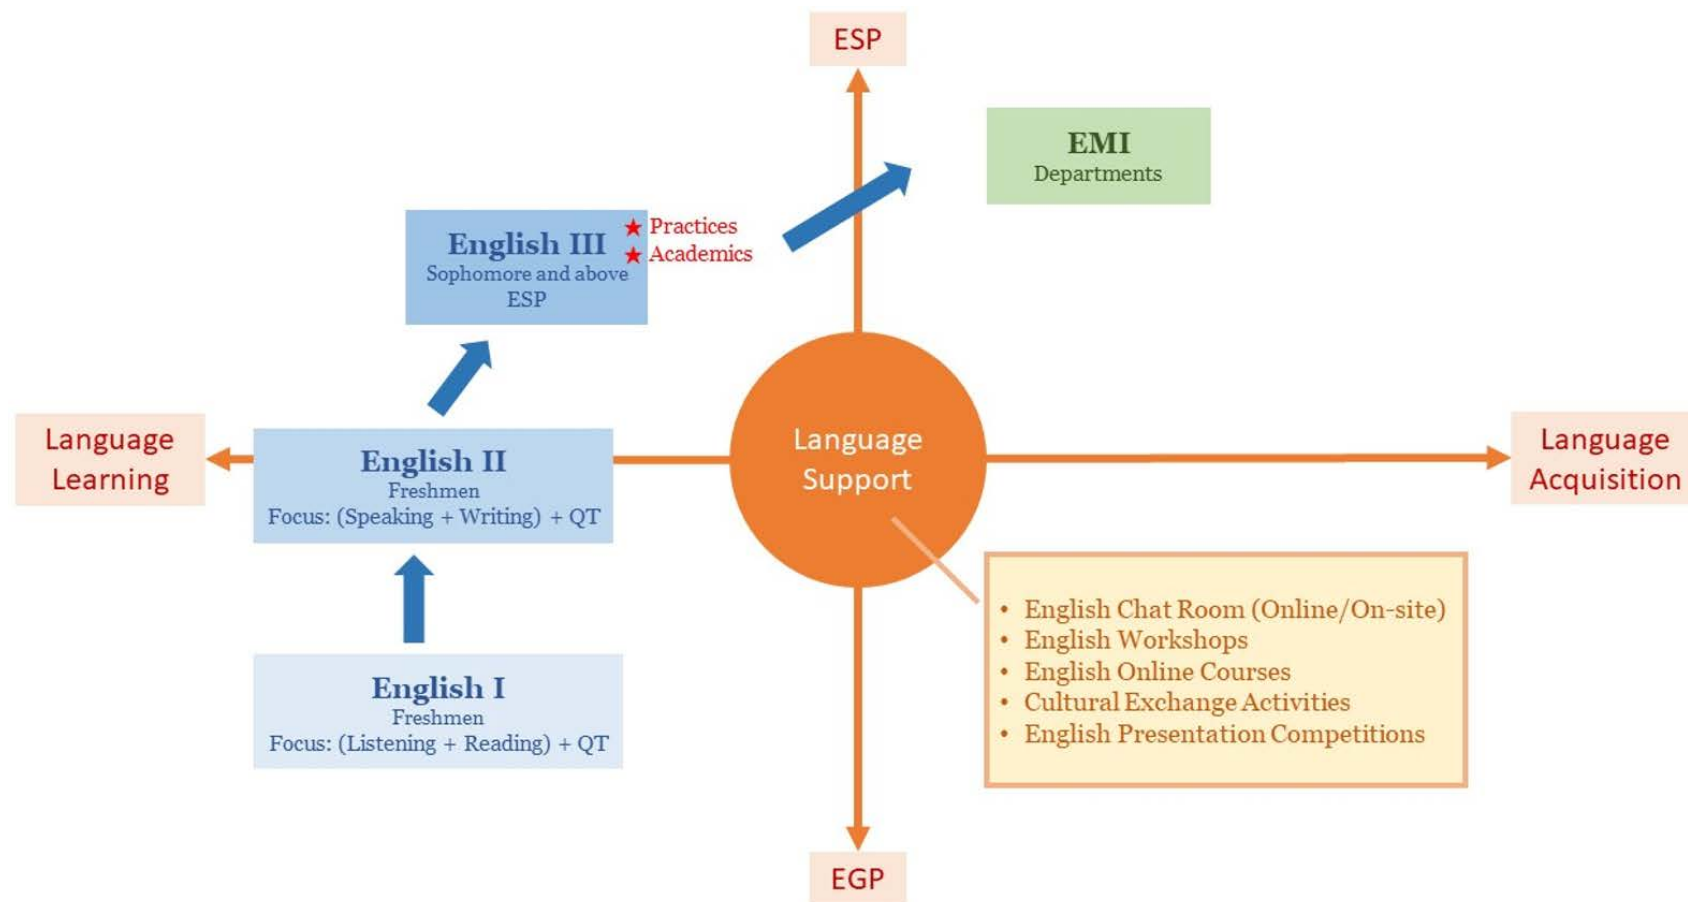 ESP
EMI
Departments
English III
Sophomore and above
ESP
★ Practices
★ Academics
Language
Learning
English II
Freshmen
Focus: (Speaking + Writing) + QT
Language
Support
Language
Acquisition
English I
Freshmen
Focus: (Listening + Reading) + QT
• English Chat Room (Online/On-site)
• English Workshops
• English Online Courses
• Cultural Exchange Activities
• English Presentation Competitions
EGP